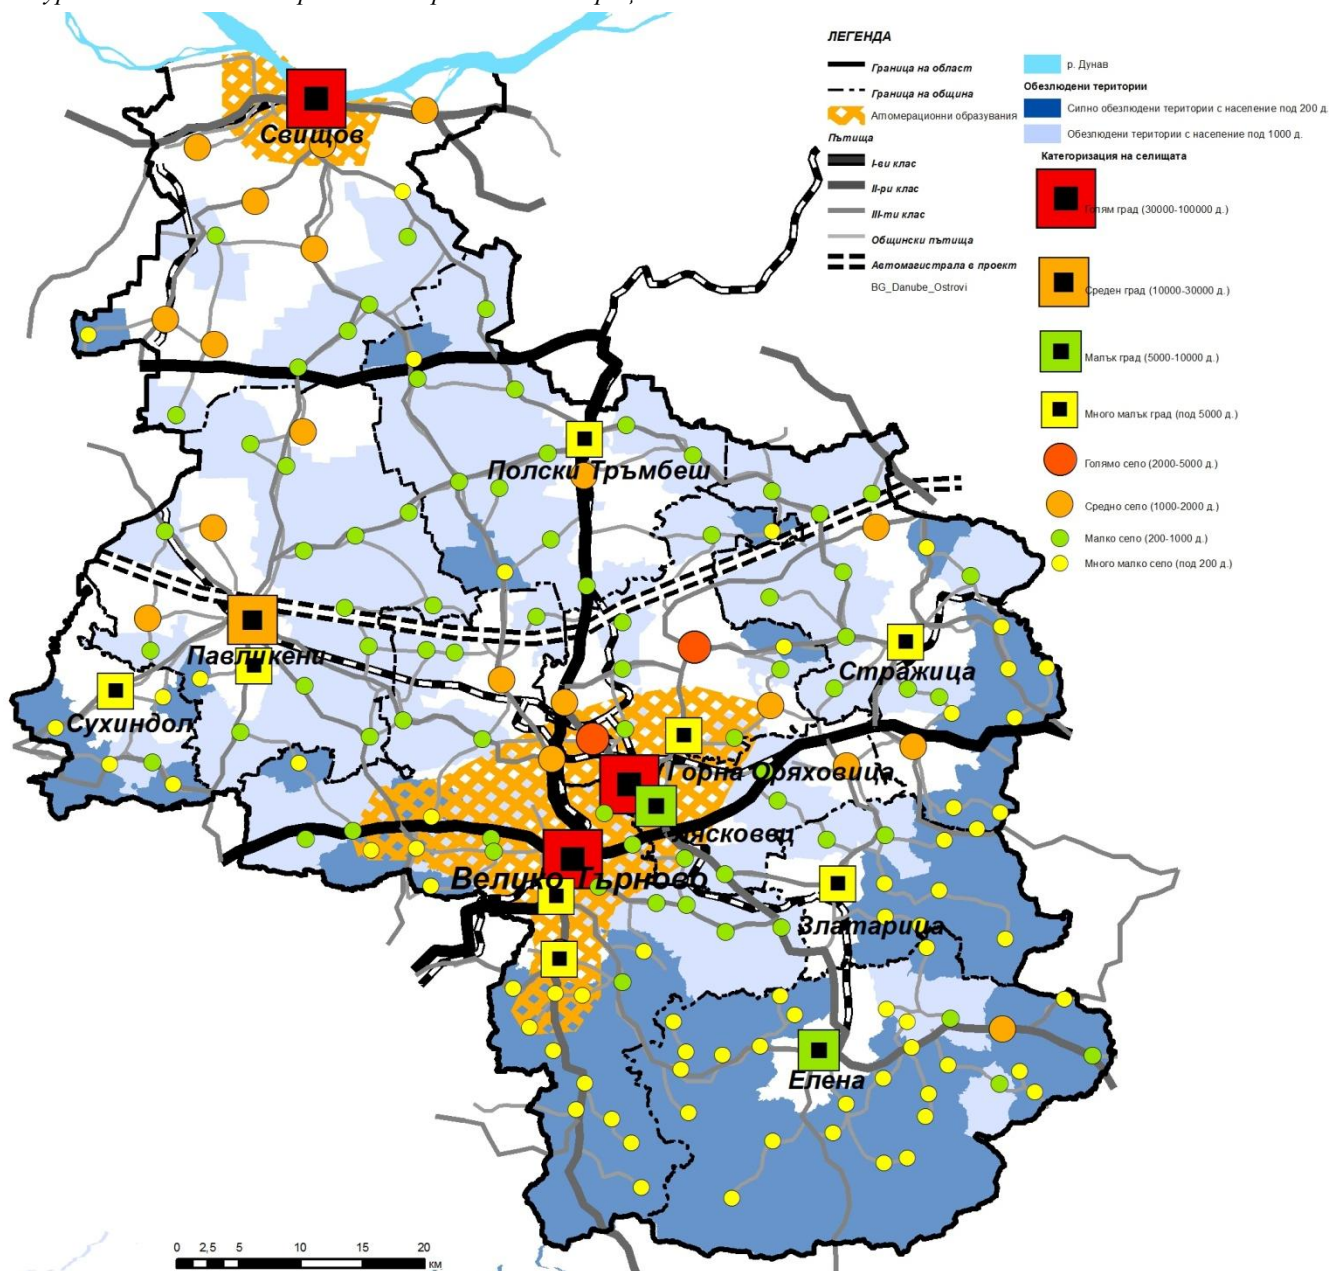 ЛЕГЕНДА
Граница на област
Граница на община
Агломерационни образувания
Пътища
I-ви клас
II-ри клас
III-ти клас
Общински пътища
Автомагистрала в проект
BG_Danube_Ostrovi
р. Дунав
Обезлюдени територии
Силно обезлюдени територии с население под 200 д.
Обезлюдени територии с население под 1000 д.
Категоризация на селищата
Голям град (30000-100000 д.)
Среден град (10000-30000 д.)
Малък град (5000-10000 д.)
Много малък град (под 5000 д.)
Голямо село (2000-5000 д.)
Средно село (1000-2000 д.)
Малко село (200-1000 д.)
Много малко село (под 200 д.)
Свищов
Полски Тръмбеш
Павликени
Стражица
Сухиндол
Горна Оряховица
Лясковец
Велико Търново
Златарица
Елена
0 2,5 5 10 15 20
км